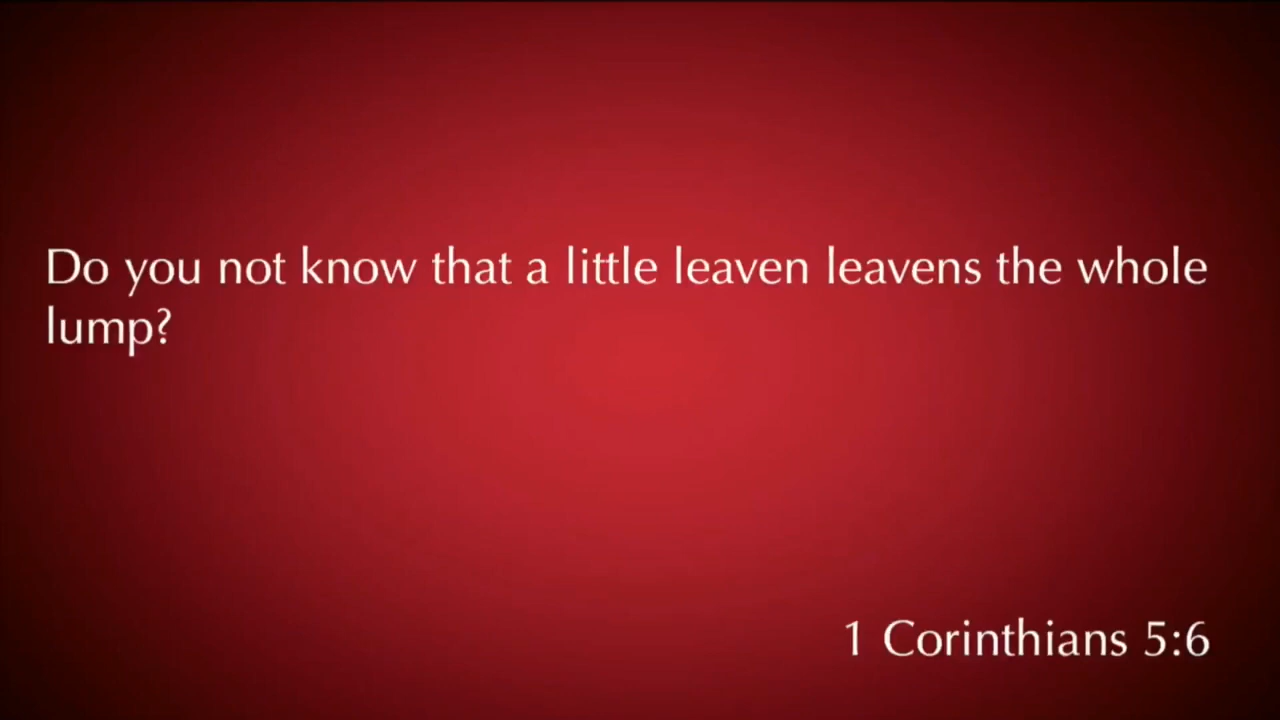 Do you not know that a little leaven leavens the whole
lump?
1 Corinthians 5:6